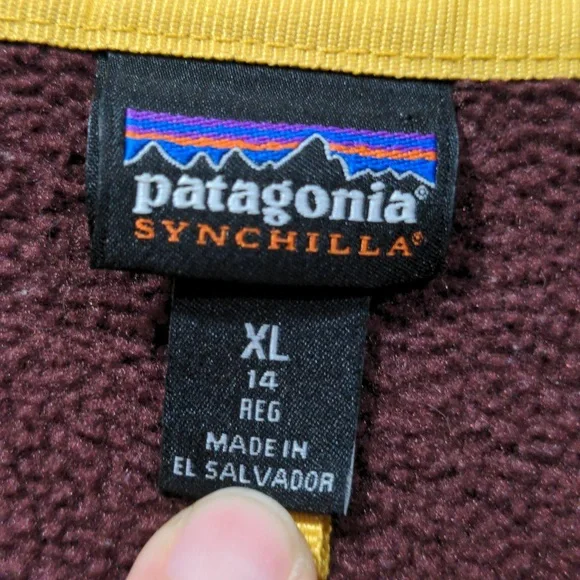 patagonia®
SYNCHILLA®
XL
14
REG
MADE IN
EL SALVADOR